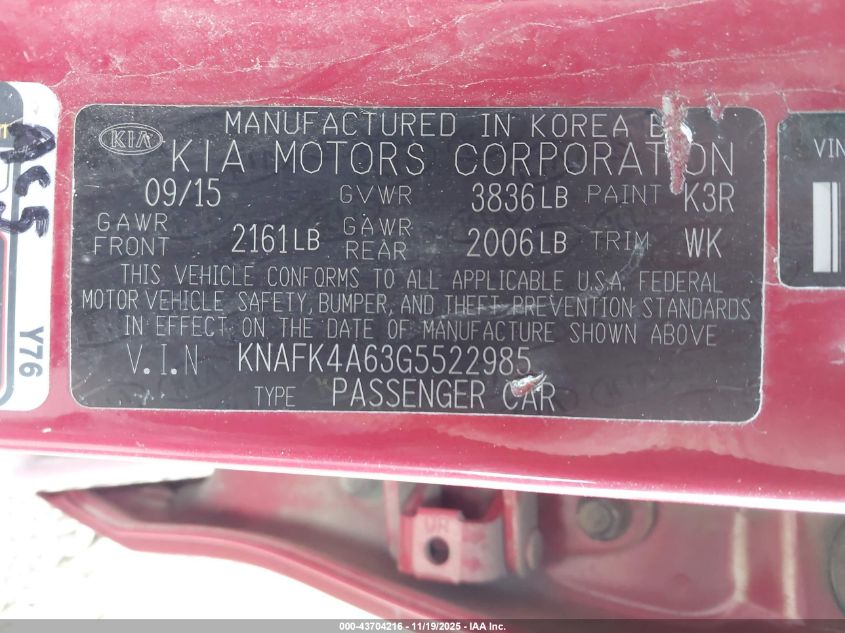 MANUFACTURED IN KOREA
KIA
KIA MOTORS CORPORATION
09/15 GVWR 3836LB PAINT K3R
GAWR FRONT 2161LB GAWR REAR 2006LB TRIM WK
THIS VEHICLE CONFORMS TO ALL APPLICABLE U.S.A. FEDERAL
MOTOR VEHICLE SAFETY, BUMPER, AND THEFT PREVENTION STANDARDS
IN EFFECT ON THE DATE OF MANUFACTURE SHOWN ABOVE
V.I.N KNAFK4A63G5522985
TYPE PASSENGER CAR
VIN
Y76
000-43704216 - 11/19/2025 - IAA Inc.